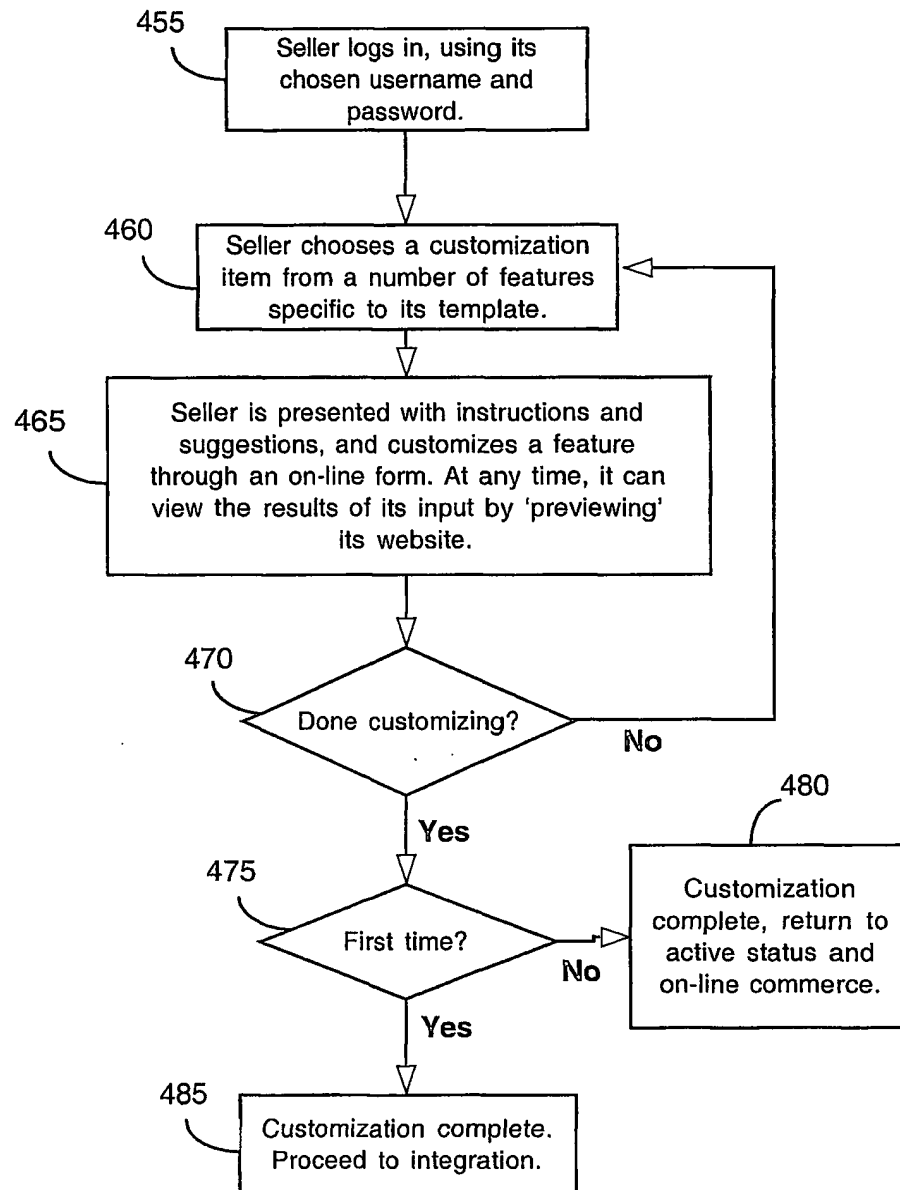 455
Seller logs in, using its
chosen username and
password.
460
Seller chooses a customization
item from a number of features
specific to its template.
465
Seller is presented with instructions and
suggestions, and customizes a feature
through an on-line form. At any time, it can
view the results of its input by ‘previewing’
its website.
470
Done customizing?
No
Yes
480
475
First time?
No
Customization
complete, return to
active status and
on-line commerce.
Yes
485
Customization complete.
Proceed to integration.